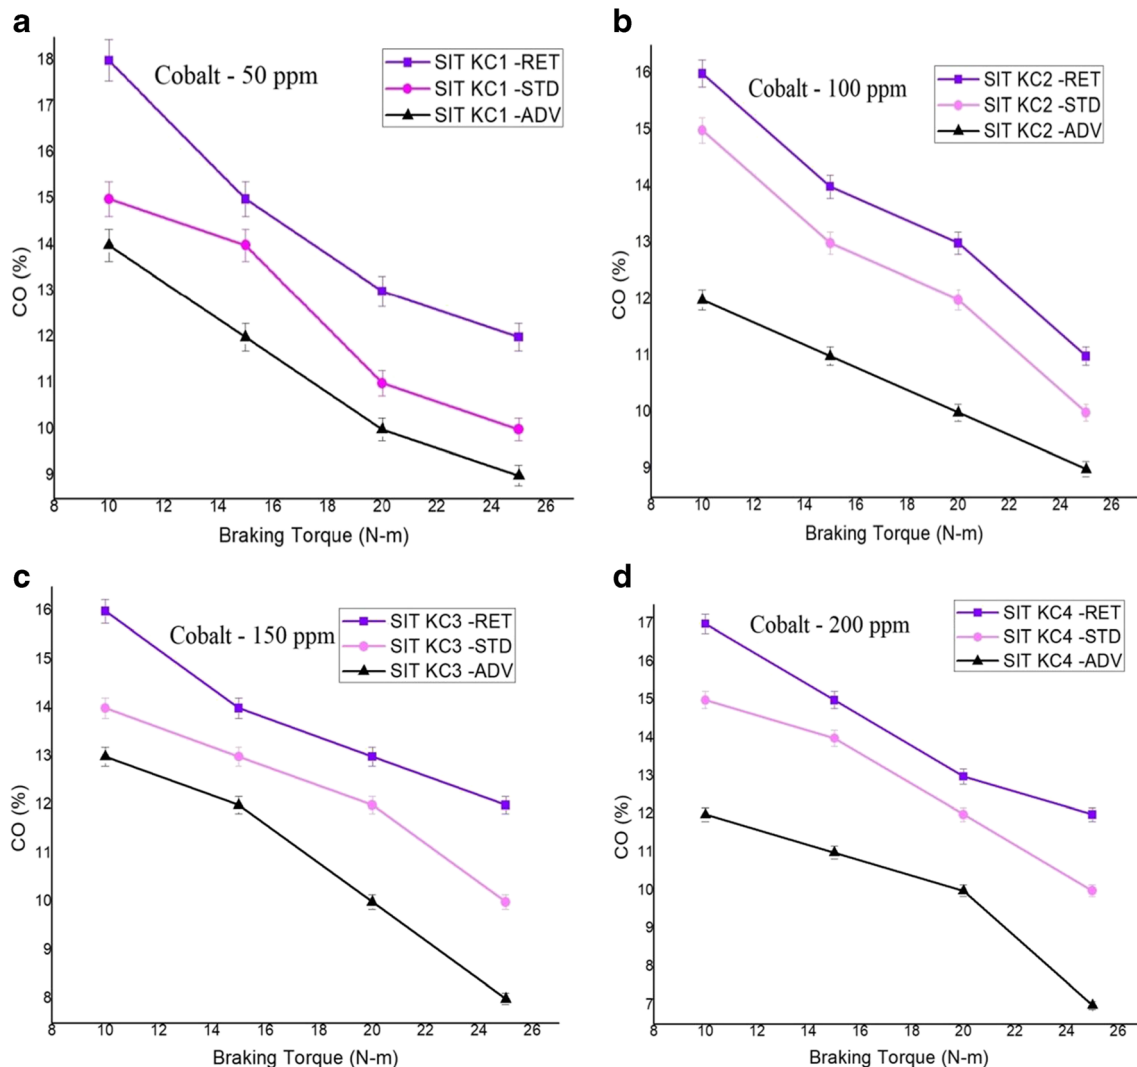 a
Cobalt - 50 ppm
SIT KC1 -RET
SIT KC1 -STD
SIT KC1 -ADV
CO (%)
18
17
16
15
14
13
12
11
10
9
8 10 12 14 16 18 20 22 24 26
Braking Torque (N-m)
b
Cobalt - 100 ppm
SIT KC2 -RET
SIT KC2 -STD
SIT KC2 -ADV
CO (%)
16
15
14
13
12
11
10
9
8 10 12 14 16 18 20 22 24 26
Braking Torque (N-m)
c
Cobalt - 150 ppm
SIT KC3 -RET
SIT KC3 -STD
SIT KC3 -ADV
CO (%)
16
15
14
13
12
11
10
9
8
8 10 12 14 16 18 20 22 24 26
Braking Torque (N-m)
d
Cobalt - 200 ppm
SIT KC4 -RET
SIT KC4 -STD
SIT KC4 -ADV
CO (%)
17
16
15
14
13
12
11
10
9
8
7
8 10 12 14 16 18 20 22 24 26
Braking Torque (N-m)